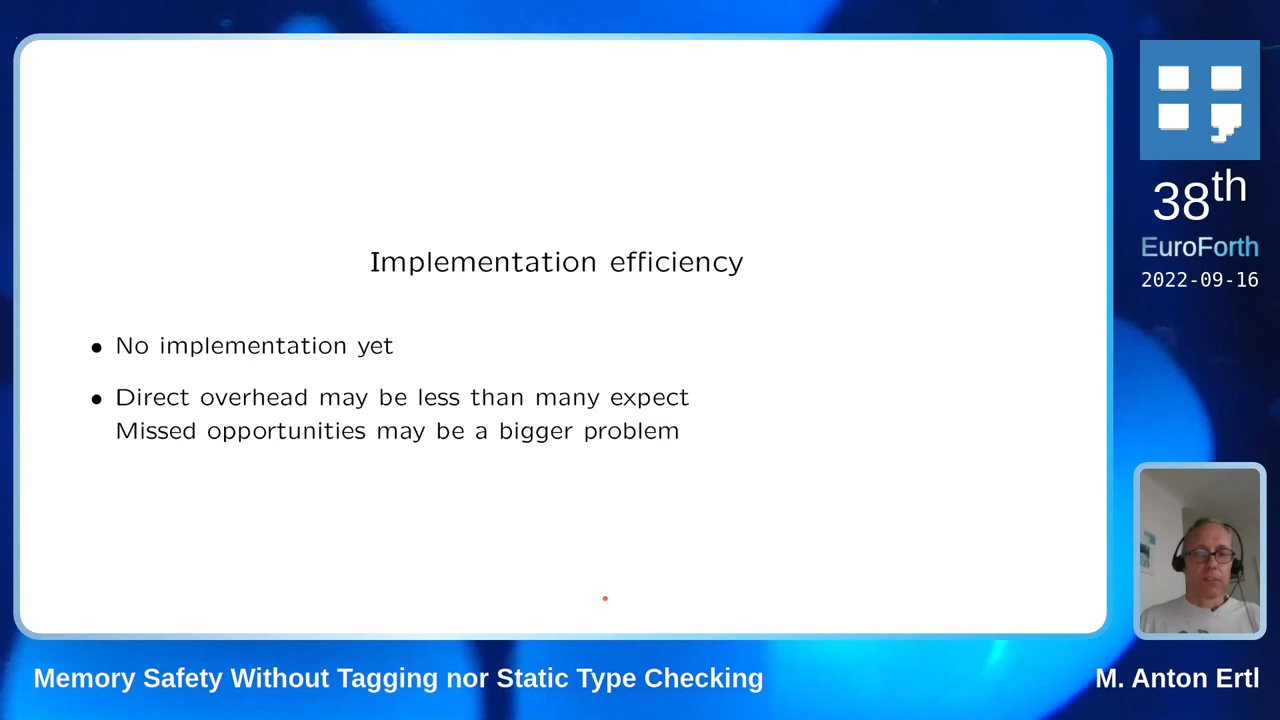 Implementation efficiency
• No implementation yet
• Direct overhead may be less than many expect
Missed opportunities may be a bigger problem
38th
EuroForth
2022-09-16
Memory Safety Without Tagging nor Static Type Checking
M. Anton Ertl